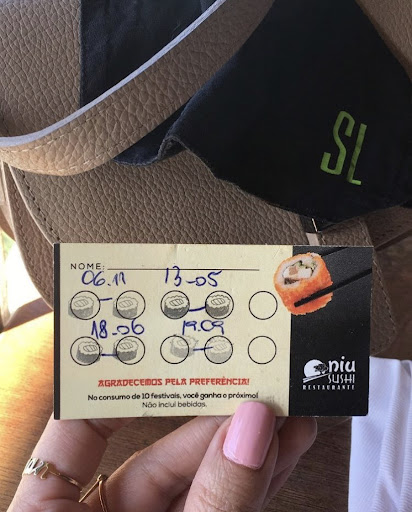 SL
NOME:
06.11 13-05
18-06 19.09
piu
SUSHI
RESTAURANTE
AGRADECEMOS PELA PREFERÊNCIA!
No consumo de 10 festivais, você ganha o próximo!
Não inclui bebidas.